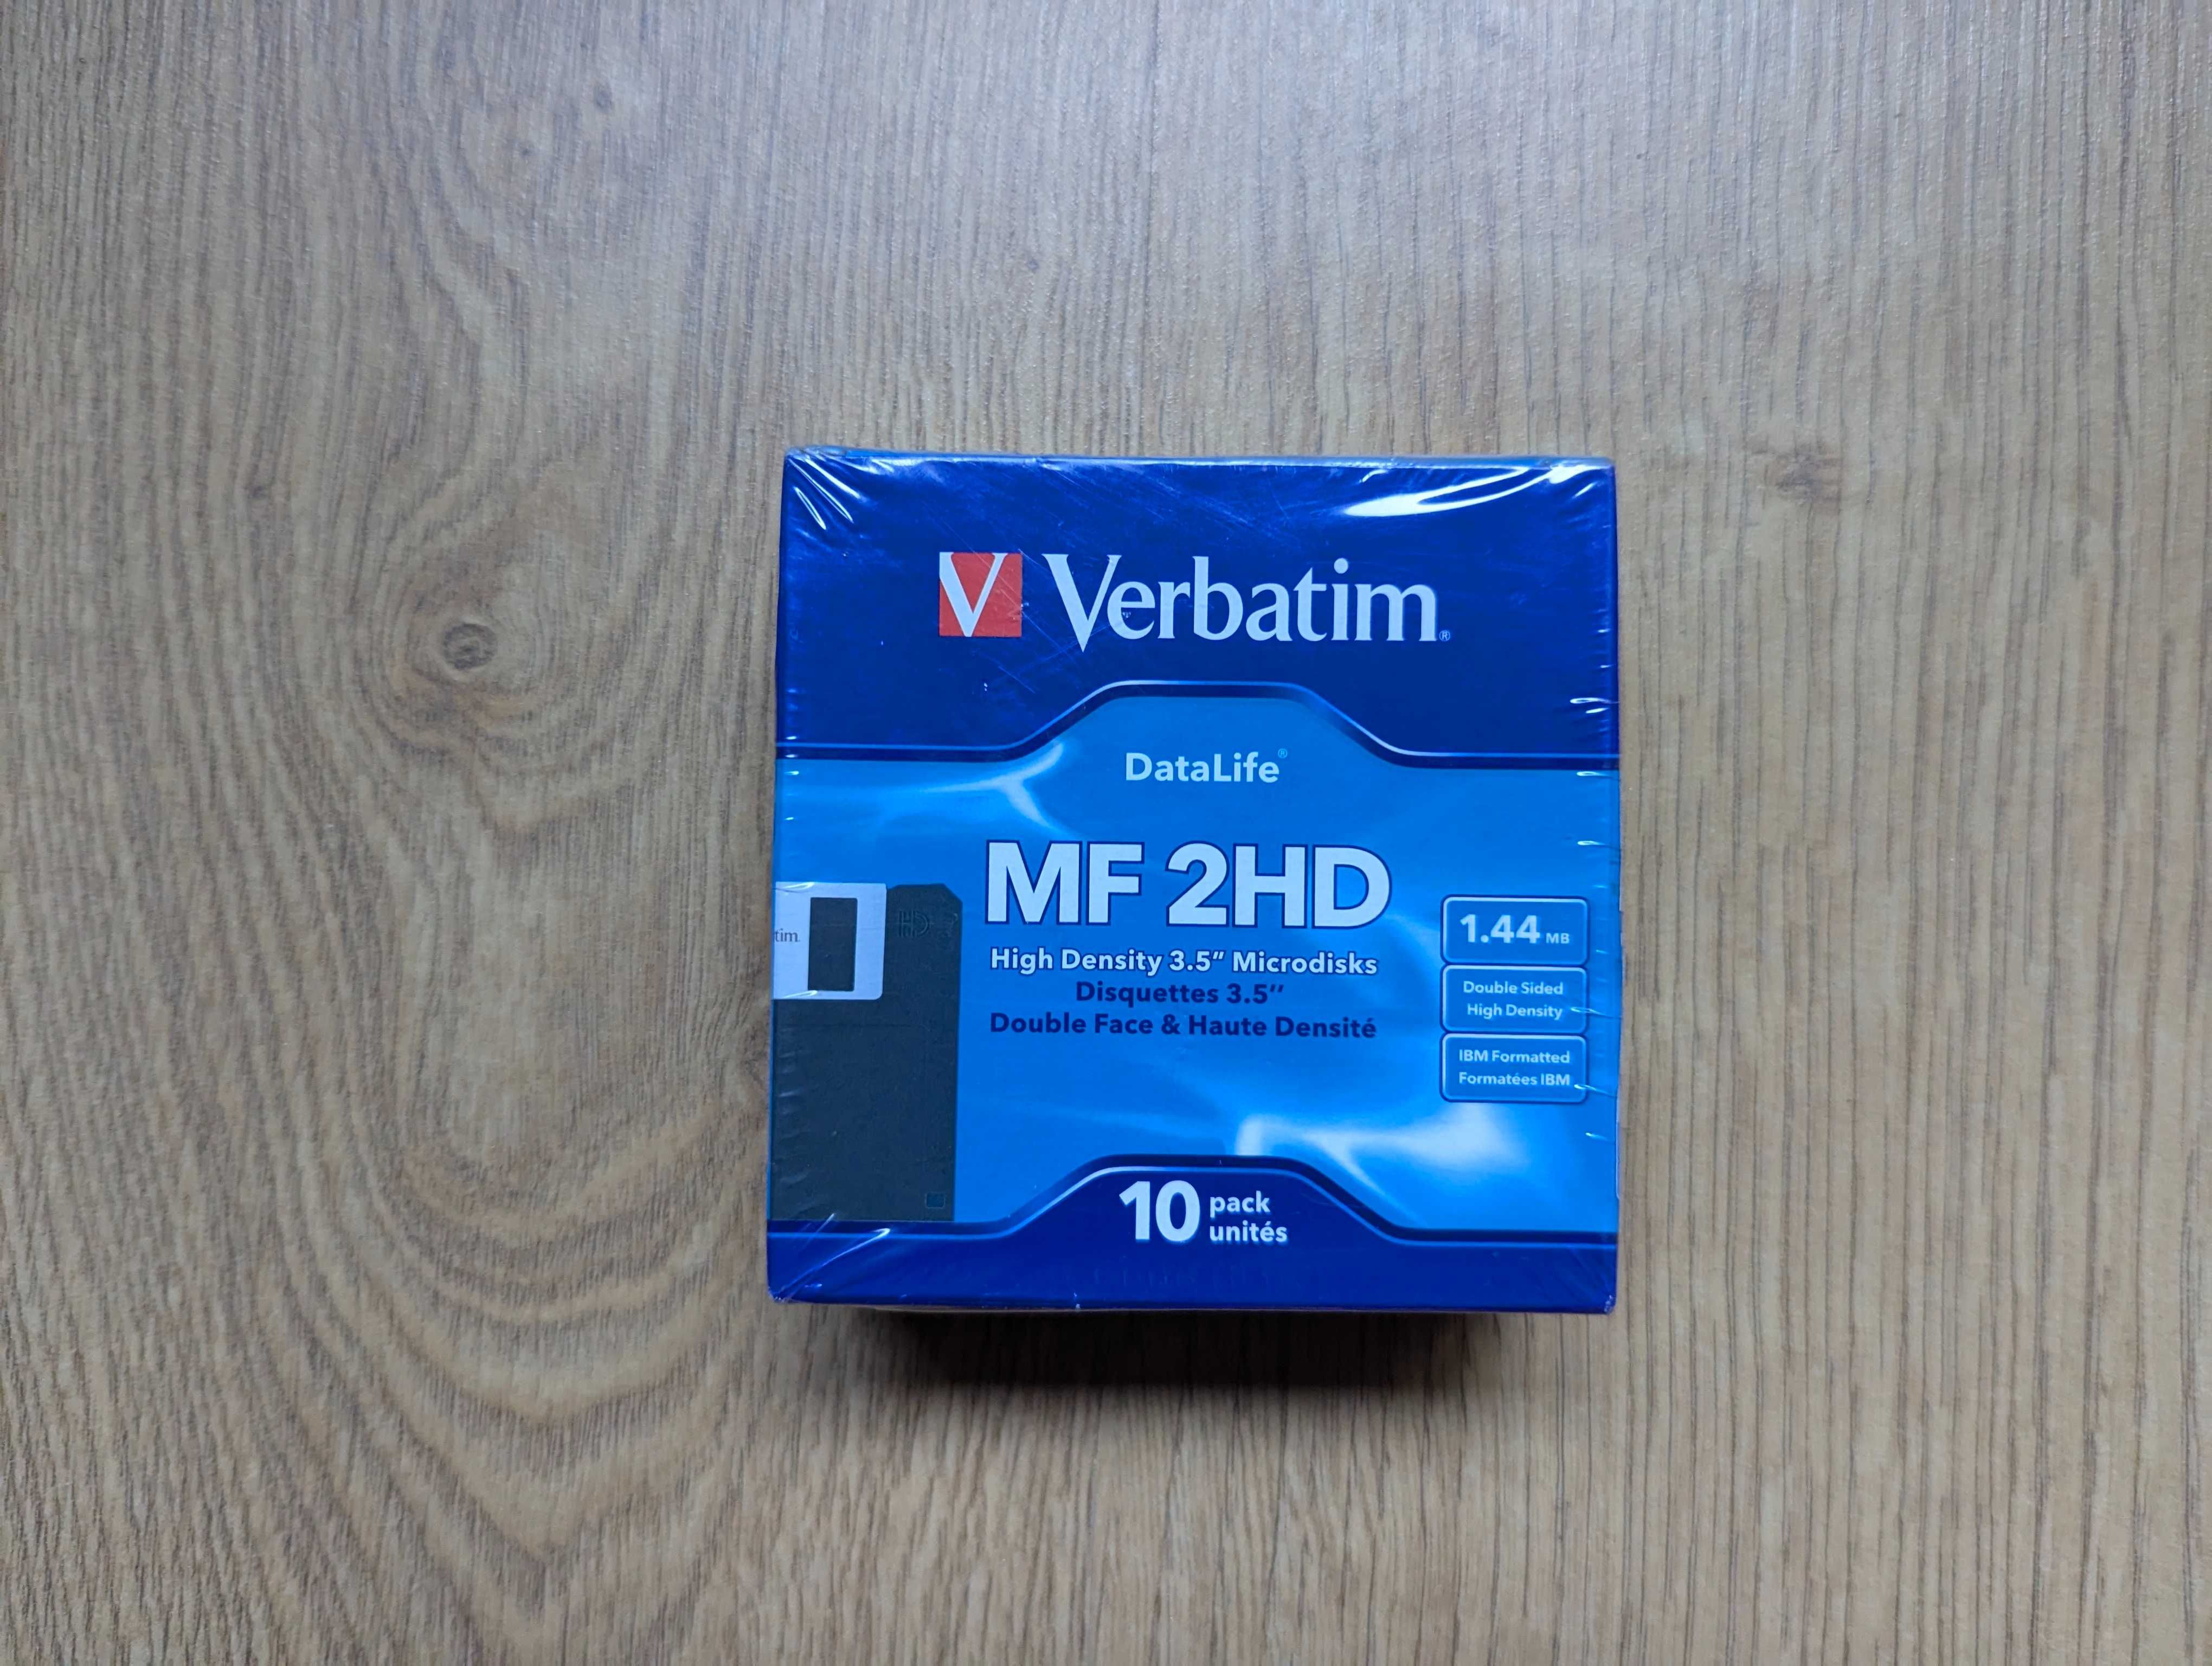 V Verbatim®
DataLife®
MF 2HD
High Density 3.5" Microdisks
Disquettes 3.5''
Double Face & Haute Densité
tim.
HD
1.44 MB
Double Sided
High Density
IBM Formatted
Formatées IBM
10 pack
unités